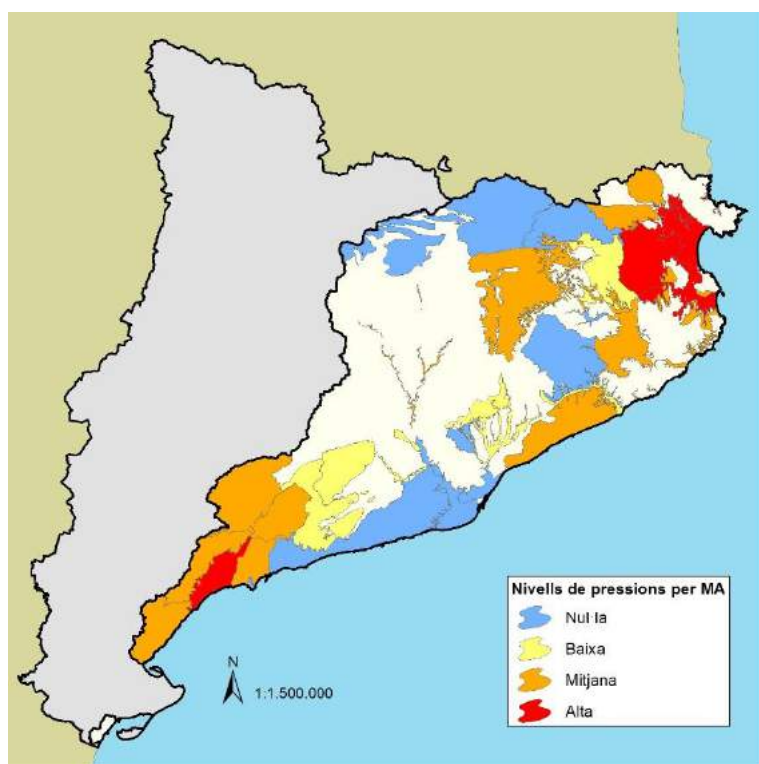 Nivells de pressions per MA
Nul·la
Baixa
Mitjana
Alta
N
1:1.500.000